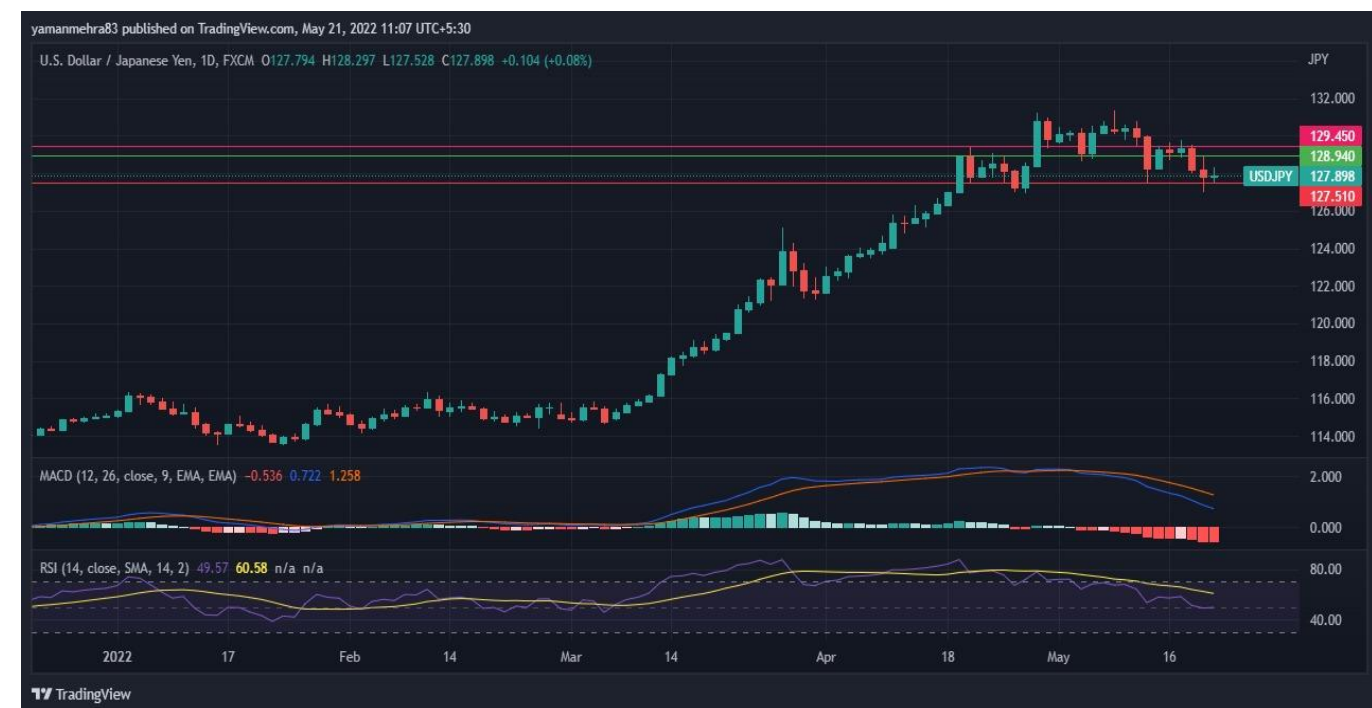 yamanmehra83 published on TradingView.com, May 21, 2022 11:07 UTC+5:30
U.S. Dollar / Japanese Yen, 1D, FXCM O127.794 H128.297 L127.528 C127.898 +0.104 (+0.08%)
JPY
132.000
129.450
128.940
USDJPY 127.898
127.510
126.000
124.000
122.000
120.000
118.000
116.000
114.000
MACD (12, 26, close, 9, EMA, EMA) −0.536 0.722 1.258
2.000
0.000
RSI (14, close, SMA, 14, 2) 49.57 60.58 n/a n/a
80.00
40.00
2022 17 Feb 14 Mar 14 Apr 18 May 16
TradingView